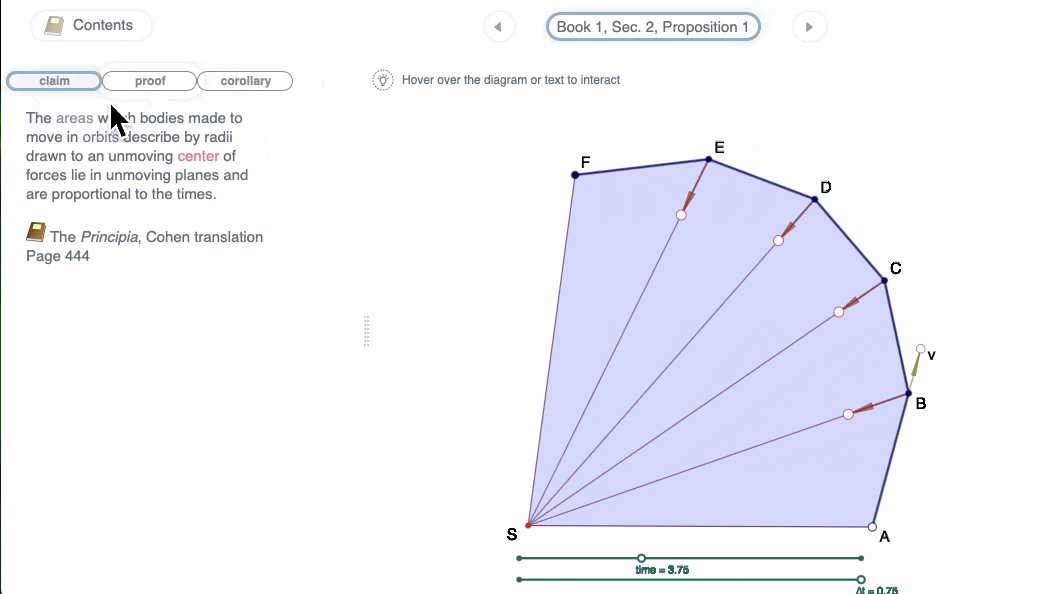 Contents
Book 1, Sec. 2, Proposition 1
claim
proof
corollary
Hover over the diagram or text to interact
The areas which bodies made to
move in orbits describe by radii
drawn to an unmoving center of
forces lie in unmoving planes and
are proportional to the times.
The Principia, Cohen translation
Page 444
E
F
D
C
v
B
S
A
time = 3.75
Δt = 0.75